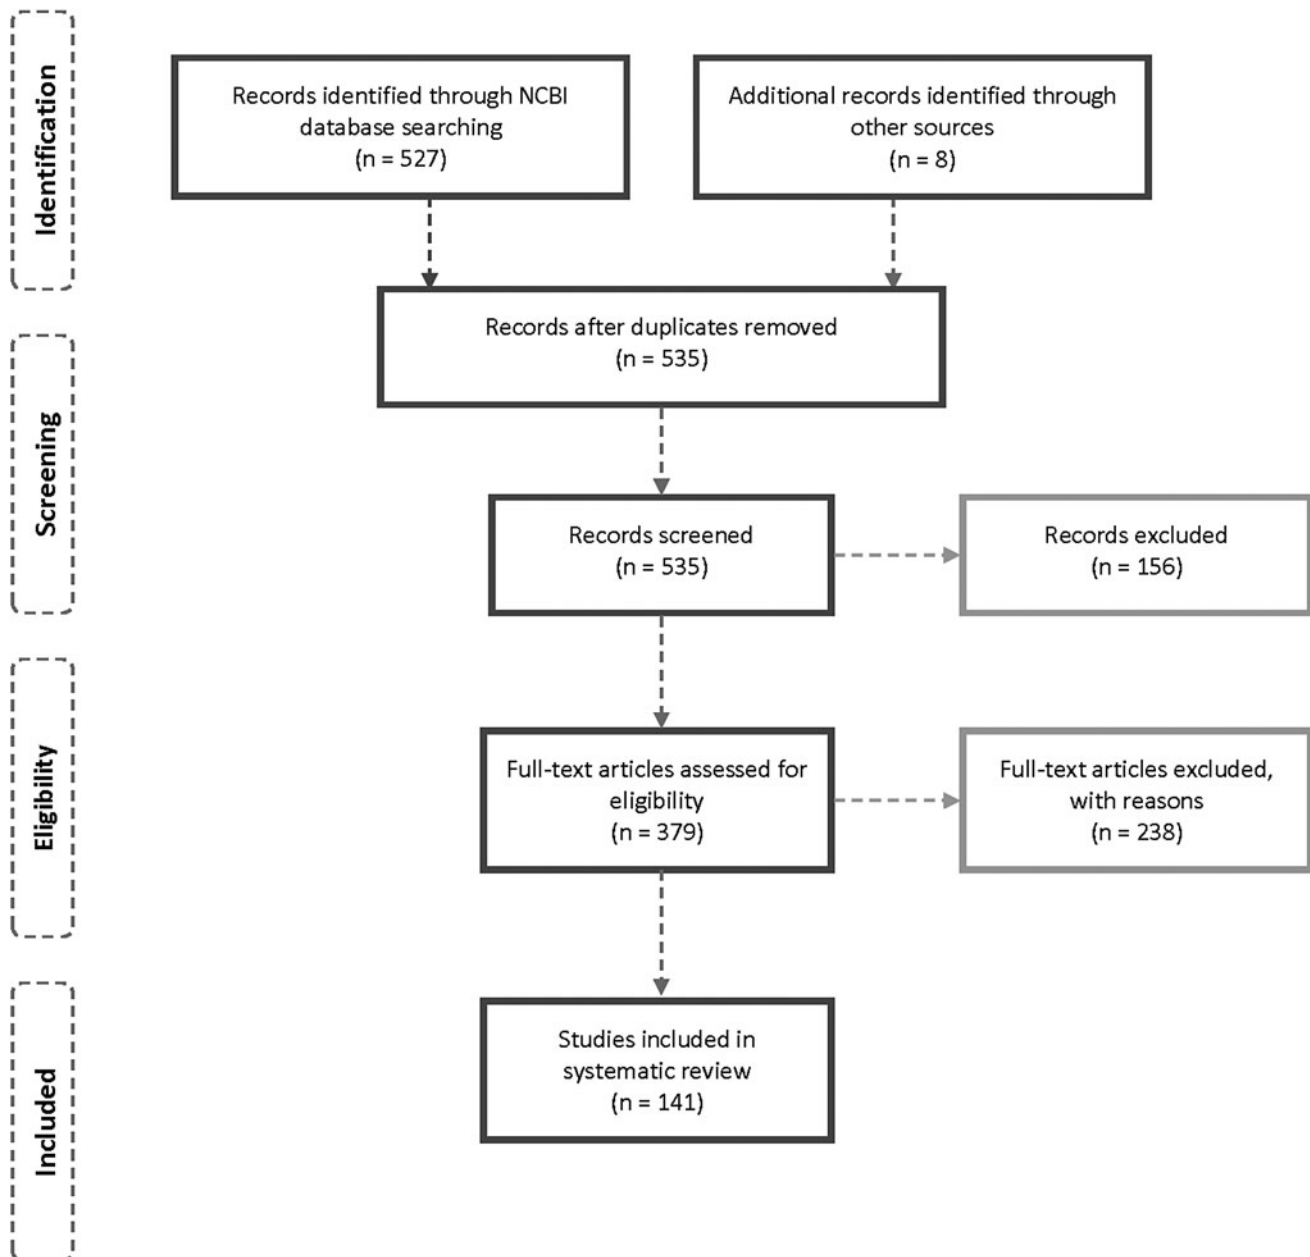 Identification
Records identified through NCBI
database searching
(n = 527)
Additional records identified through
other sources
(n = 8)
Records after duplicates removed
(n = 535)
Screening
Records screened
(n = 535)
Records excluded
(n = 156)
Eligibility
Full-text articles assessed for
eligibility
(n = 379)
Full-text articles excluded,
with reasons
(n = 238)
Included
Studies included in
systematic review
(n = 141)